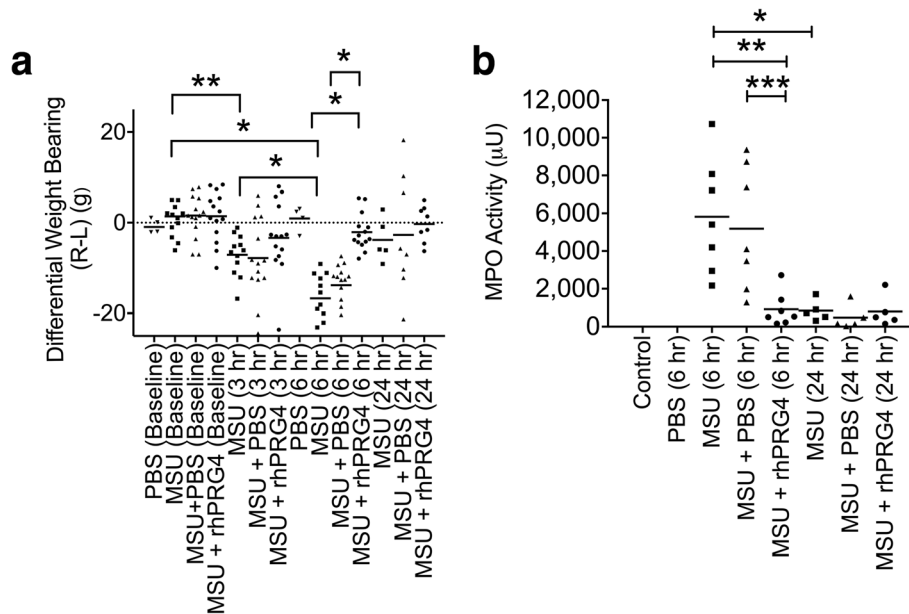 a
**
*
*
*
*
Differential Weight Bearing
(R-L) (g)
20
0
-20
PBS (Baseline)
MSU (Baseline)
MSU+PBS (Baseline)
MSU + rhPRG4 (Baseline)
MSU (3 hr)
MSU + PBS (3 hr)
MSU + rhPRG4 (3 hr)
PBS (6 hr)
MSU (6 hr)
MSU + PBS (6 hr)
MSU + rhPRG4 (6 hr)
MSU (24 hr)
MSU + PBS (24 hr)
MSU + rhPRG4 (24 hr)
b
*
**
***
MPO Activity (µU)
12,000
10,000
8,000
6,000
4,000
2,000
0
Control
PBS (6 hr)
MSU (6 hr)
MSU + PBS (6 hr)
MSU + rhPRG4 (6 hr)
MSU (24 hr)
MSU + PBS (24 hr)
MSU + rhPRG4 (24 hr)